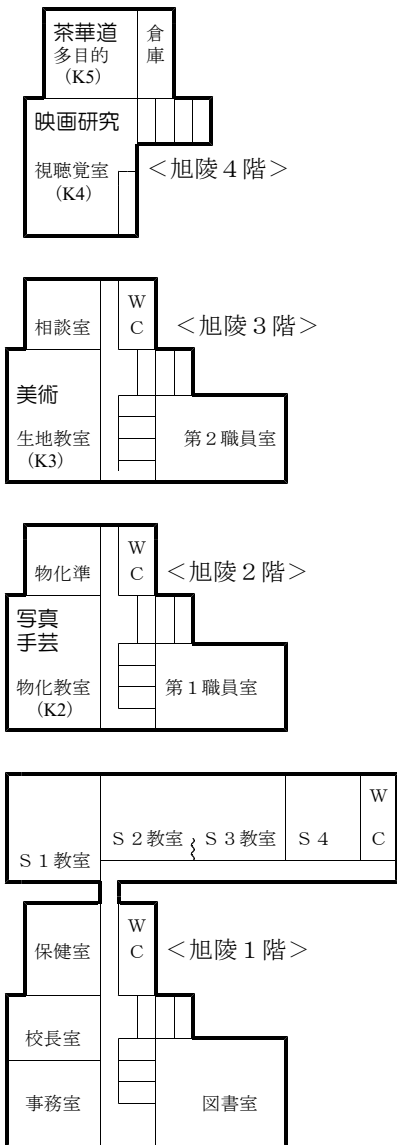 茶華道
多目的
（K5）
倉
庫
映画研究
視聴覚室
（K4）
＜旭陵４階＞
W
C
相談室
＜旭陵３階＞
美術
生地教室
（K3）
第２職員室
W
C
物化準
＜旭陵２階＞
写真
手芸
物化教室
（K2）
第１職員室
W
C
Ｓ１教室
Ｓ２教室
Ｓ３教室
Ｓ４
W
C
保健室
＜旭陵１階＞
校長室
事務室
図書室